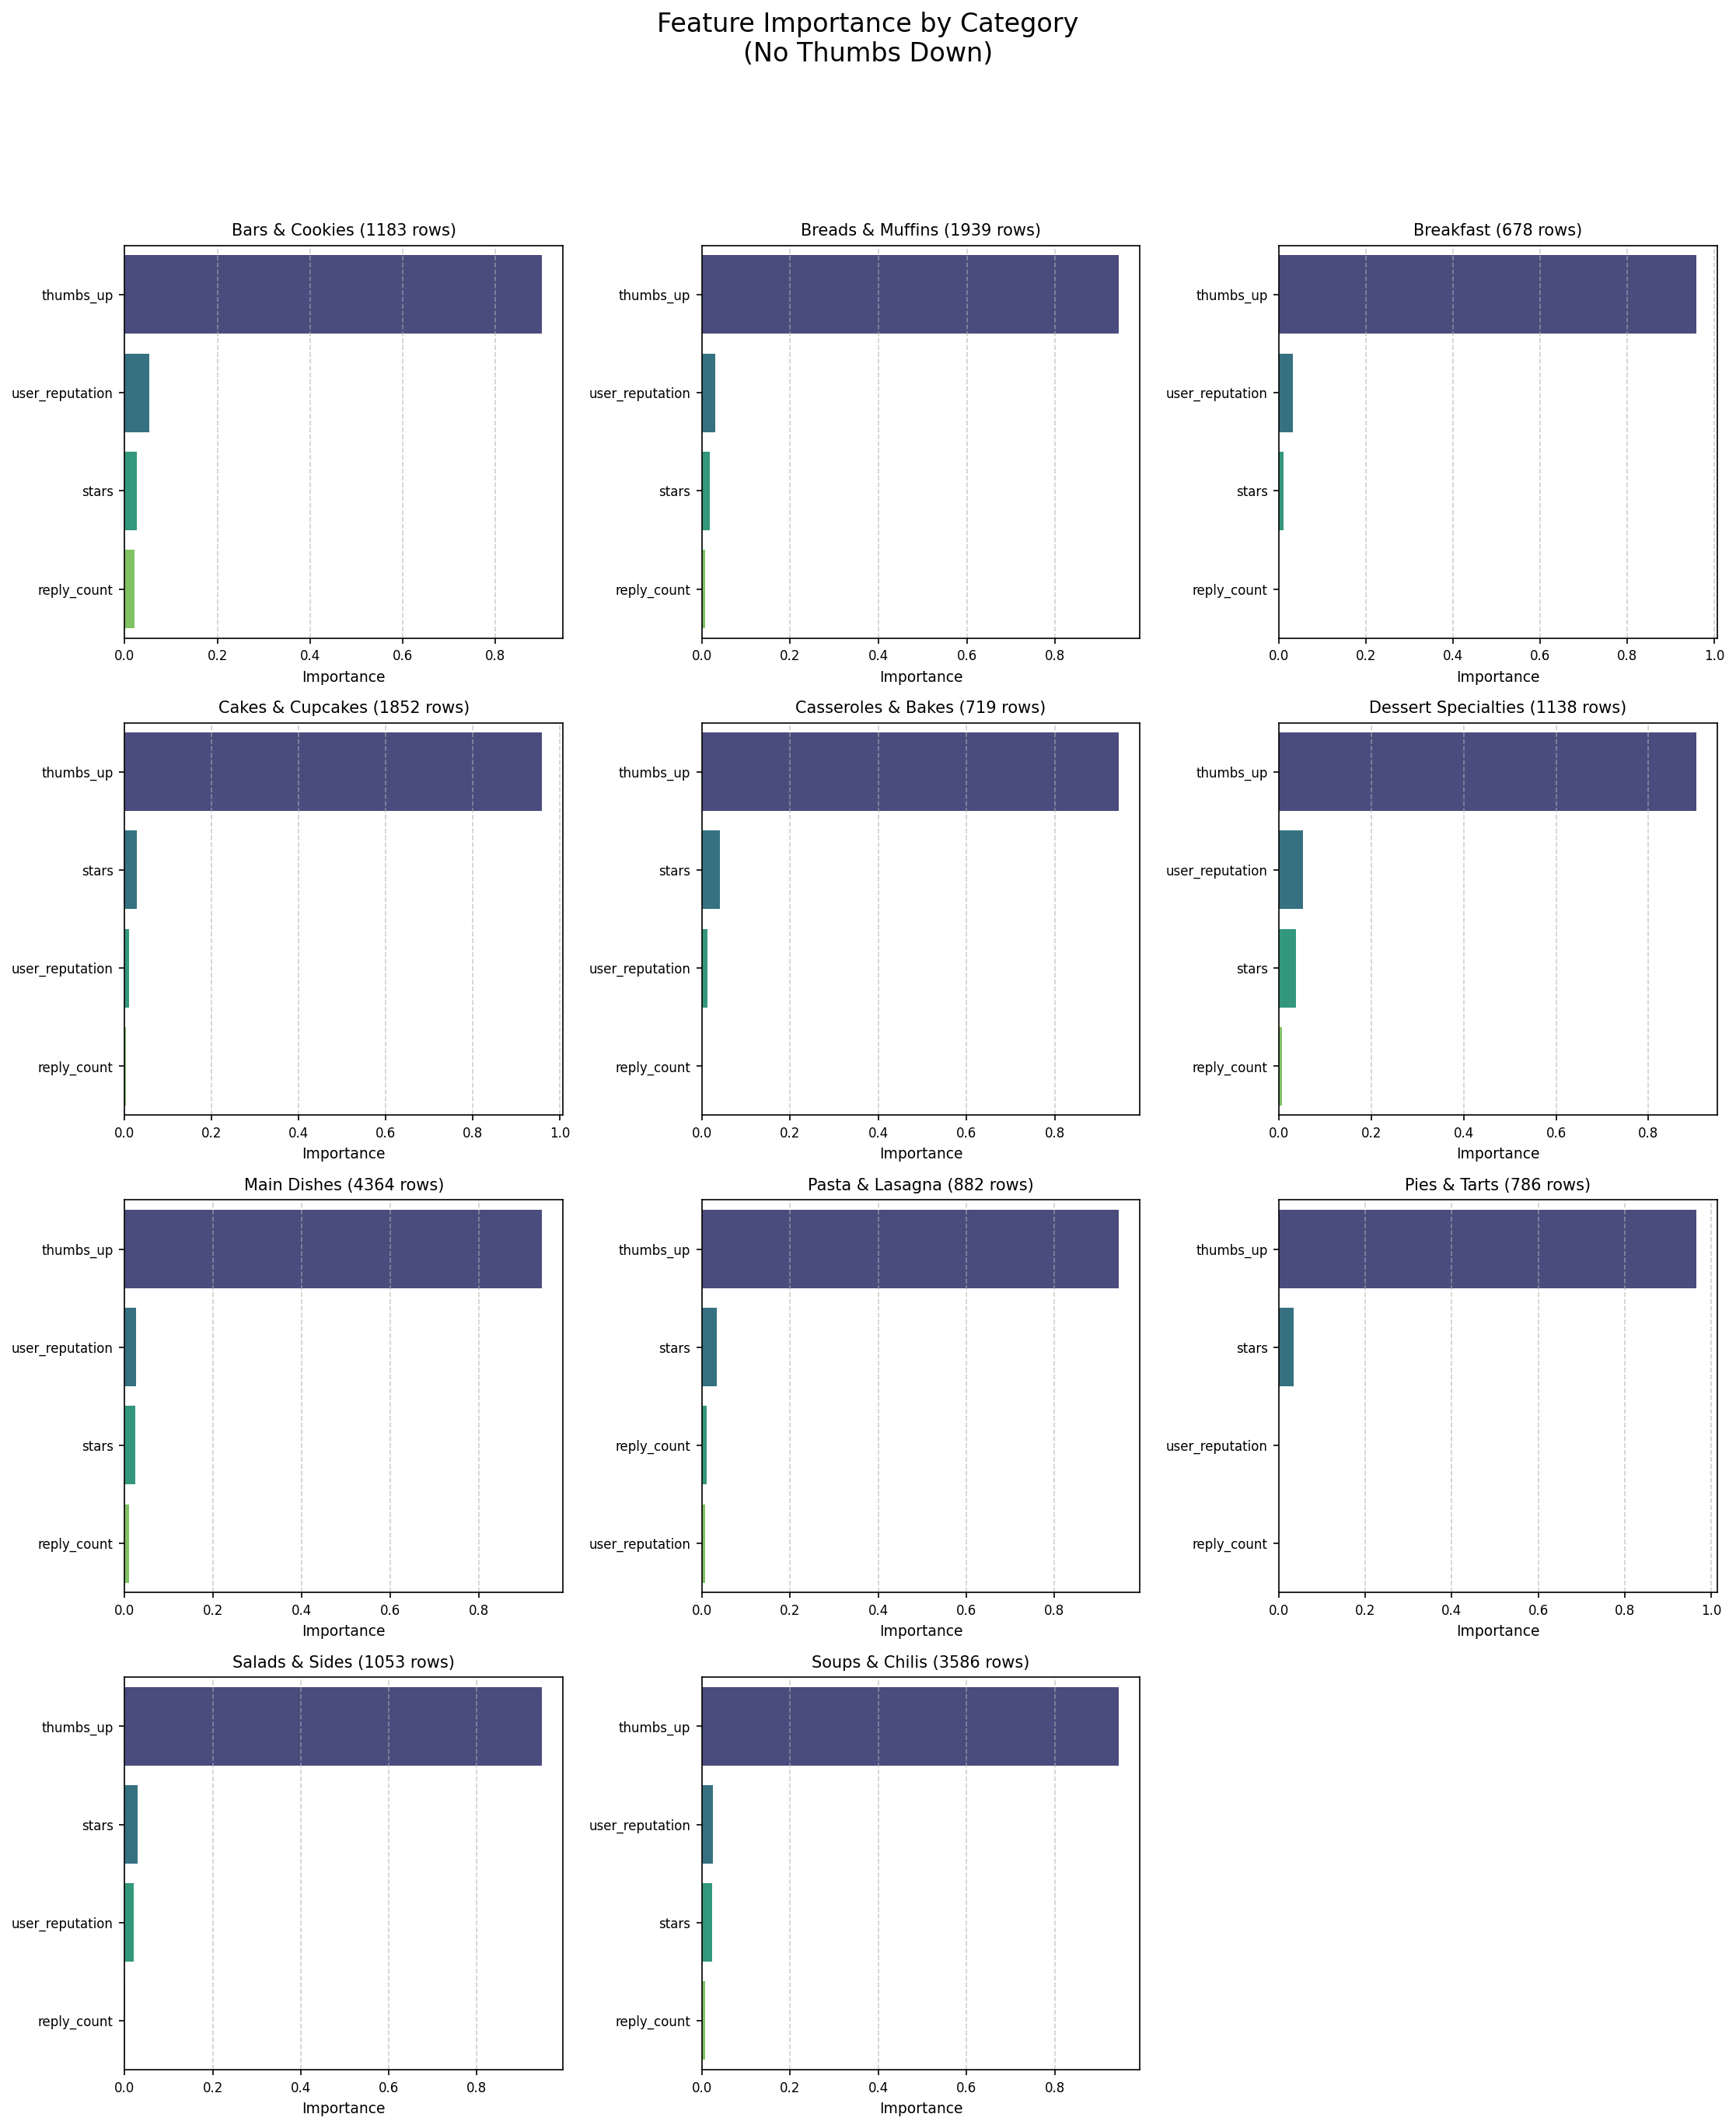 Feature Importance by Category
(No Thumbs Down)
Bars & Cookies (1183 rows)
thumbs_up
user_reputation
stars
reply_count
0.0 0.2 0.4 0.6 0.8
Importance
Breads & Muffins (1939 rows)
thumbs_up
user_reputation
stars
reply_count
0.0 0.2 0.4 0.6 0.8
Importance
Breakfast (678 rows)
thumbs_up
user_reputation
stars
reply_count
0.0 0.2 0.4 0.6 0.8 1.0
Importance
Cakes & Cupcakes (1852 rows)
thumbs_up
stars
user_reputation
reply_count
0.0 0.2 0.4 0.6 0.8 1.0
Importance
Casseroles & Bakes (719 rows)
thumbs_up
stars
user_reputation
reply_count
0.0 0.2 0.4 0.6 0.8
Importance
Dessert Specialties (1138 rows)
thumbs_up
user_reputation
stars
reply_count
0.0 0.2 0.4 0.6 0.8
Importance
Main Dishes (4364 rows)
thumbs_up
user_reputation
stars
reply_count
0.0 0.2 0.4 0.6 0.8
Importance
Pasta & Lasagna (882 rows)
thumbs_up
stars
reply_count
user_reputation
0.0 0.2 0.4 0.6 0.8
Importance
Pies & Tarts (786 rows)
thumbs_up
stars
user_reputation
reply_count
0.0 0.2 0.4 0.6 0.8 1.0
Importance
Salads & Sides (1053 rows)
thumbs_up
stars
user_reputation
reply_count
0.0 0.2 0.4 0.6 0.8
Importance
Soups & Chilis (3586 rows)
thumbs_up
user_reputation
stars
reply_count
0.0 0.2 0.4 0.6 0.8
Importance